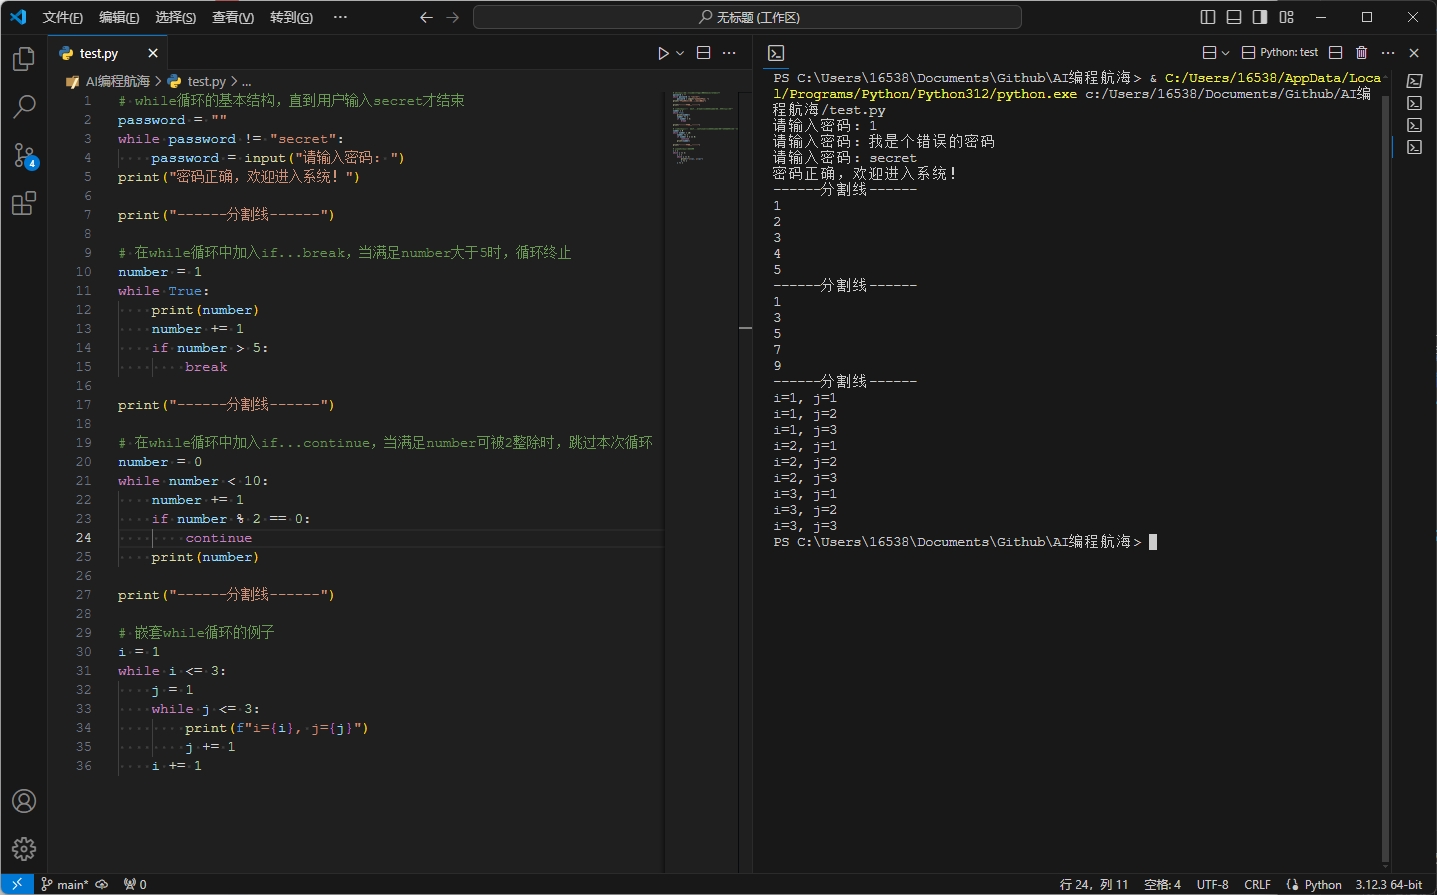 文件(F) 编辑(E) 选择(S) 查看(V) 转到(G) ··· 无标题 (工作区)
test.py
AI编程航海 > test.py > ...
1 # while循环的基本结构，直到用户输入secret才结束
2 password = ""
3 while password != "secret":
4 password = input("请输入密码: ")
5 print("密码正确，欢迎进入系统! ")
6
7 print("------分割线------")
8
9 # 在while循环中加入if...break，当满足number大于5时，循环终止
10 number = 1
11 while True:
12 print(number)
13 number += 1
14 if number > 5:
15 break
16
17 print("------分割线------")
18
19 # 在while循环中加入if...continue，当满足number可被2整除时，跳过本次循环
20 number = 0
21 while number < 10:
22 number += 1
23 if number % 2 == 0:
24 continue
25 print(number)
26
27 print("------分割线------")
28
29 # 嵌套while循环的例子
30 i = 1
31 while i <= 3:
32 j = 1
33 while j <= 3:
34 print(f"i={i}, j={j}")
35 j += 1
36 i += 1
Python: test
PS C:\Users\16538\Documents\Github\AI编程航海> & C:/Users/16538/AppData/Loca
l/Programs/Python/Python312/python.exe c:/Users/16538/Documents/Github/AI编
程航海/test.py
请输入密码: 1
请输入密码: 我是个错误的密码
请输入密码: secret
密码正确，欢迎进入系统!
------分割线------
1
2
3
4
5
------分割线------
1
3
5
7
9
------分割线------
i=1, j=1
i=1, j=2
i=1, j=3
i=2, j=1
i=2, j=2
i=2, j=3
i=3, j=1
i=3, j=2
i=3, j=3
PS C:\Users\16538\Documents\Github\AI编程航海>
4
main* 0 行 24，列 11 空格: 4 UTF-8 CRLF Python 3.12.3 64-bit